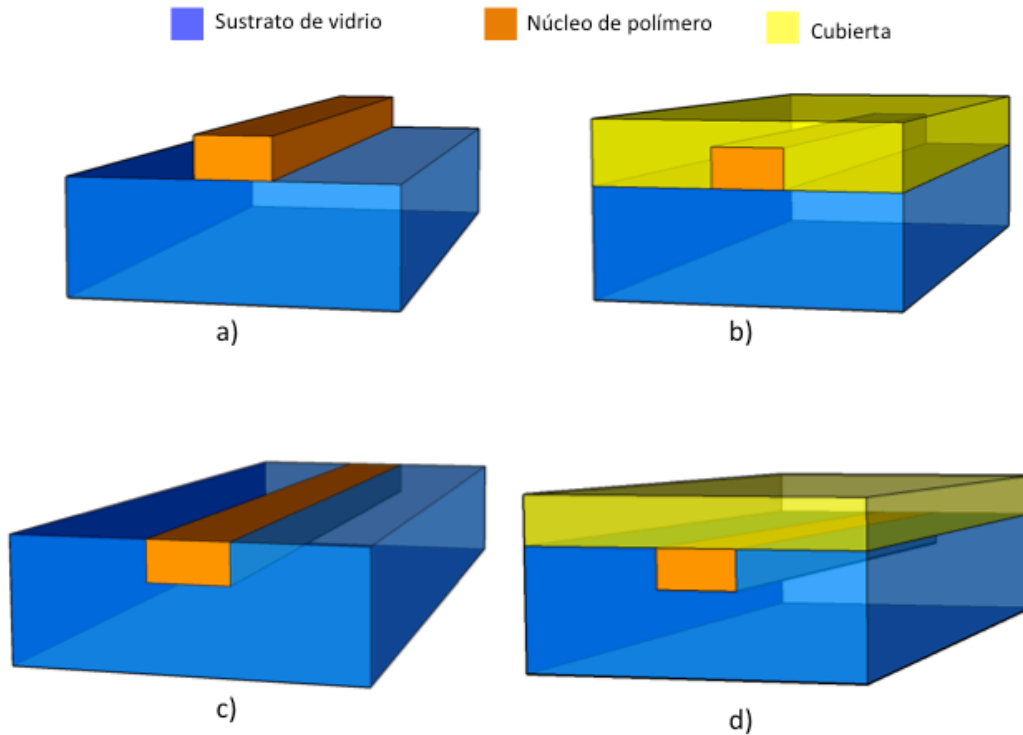 Sustrato de vidrio
Núcleo de polímero
Cubierta
a)
b)
c)
d)